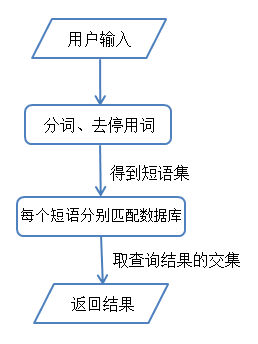 用户输入
分词、去停用词
得到短语集
每个短语分别匹配数据库
取查询结果的交集
返回结果